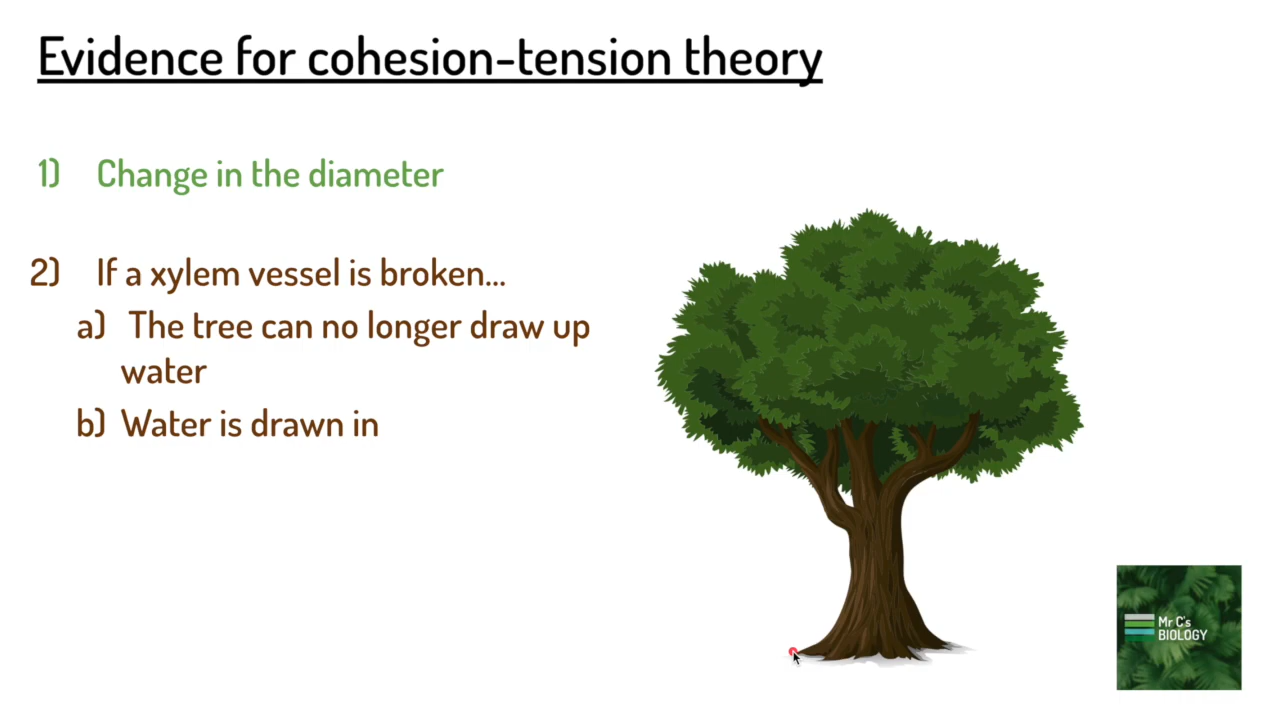 Evidence for cohesion-tension theory
1) Change in the diameter
2) If a xylem vessel is broken...
a) The tree can no longer draw up
water
b) Water is drawn in
Mr C's
BIOLOGY